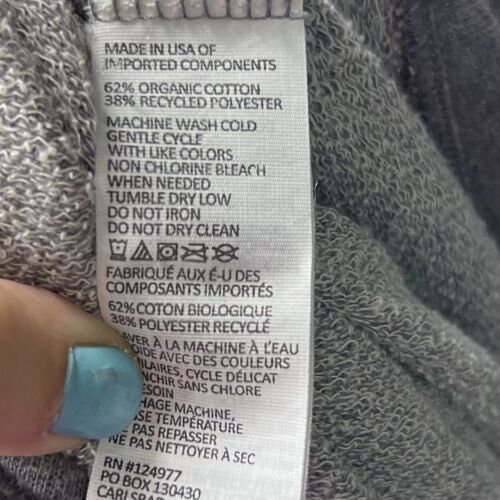 MADE IN USA OF
IMPORTED COMPONENTS
62% ORGANIC COTTON
38% RECYCLED POLYESTER
MACHINE WASH COLD
GENTLE CYCLE
WITH LIKE COLORS
NON CHLORINE BLEACH
WHEN NEEDED
TUMBLE DRY LOW
DO NOT IRON
DO NOT DRY CLEAN
FABRIQUÉ AUX É-U DES
COMPOSANTS IMPORTÉS
62%COTON BIOLOGIQUE
38% POLYESTER RECYCLÉ
LAVER À LA MACHINE À L'EAU
AVEC DES COULEURS
CYCLE DÉLICAT
SANS CHLORE
MACHINE,
TEMPÉRATURE
NE PAS REPASSER
NE PAS NETTOYER À SEC
RN #124977
PO BOX 130430